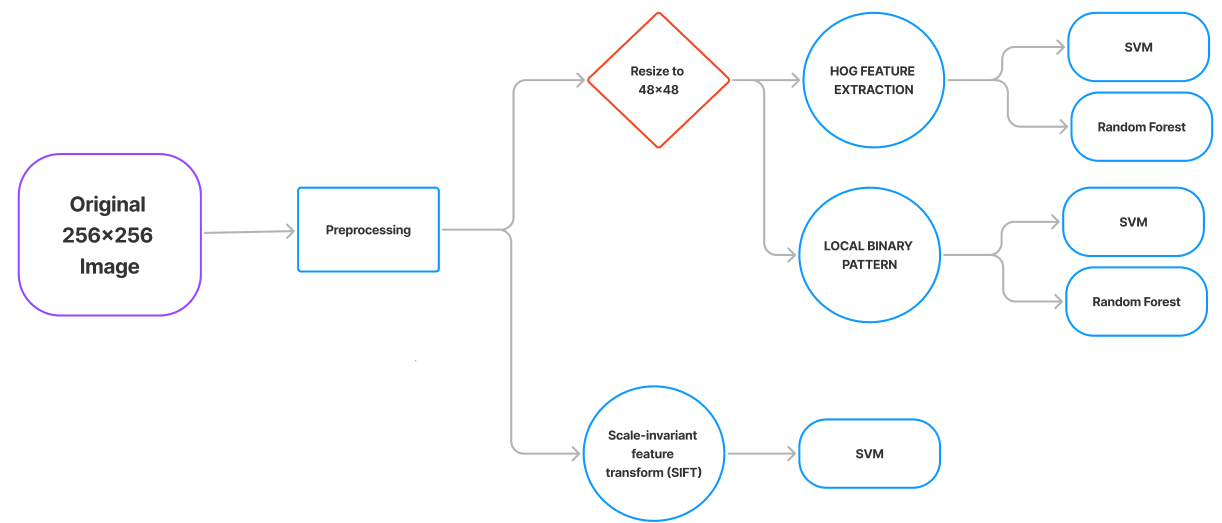 Original
256×256
Image
Preprocessing
Resize to
48×48
HOG FEATURE
EXTRACTION
SVM
Random Forest
LOCAL BINARY
PATTERN
SVM
Random Forest
Scale-invariant
feature
transform (SIFT)
SVM